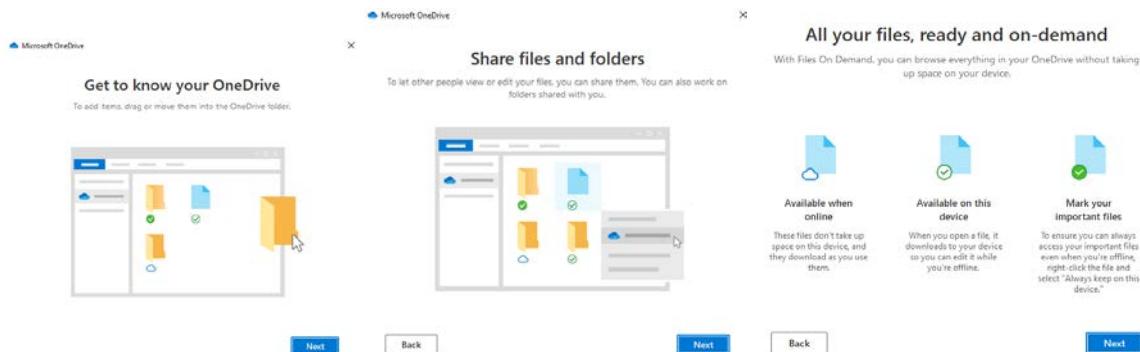 Microsoft OneDrive
Get to know your OneDrive
To add items, drag or move them into the OneDrive folder.
Next
Microsoft OneDrive
Share files and folders
To let other people view or edit your files, you can share them. You can also work on
folders shared with you.
Back
Next
All your files, ready and on-demand
With Files On Demand, you can browse everything in your OneDrive without taking
up space on your device.
Available when
online
These files don't take up
space on this device, and
they download as you use
them.
Available on this
device
When you open a file, it
downloads to your device
so you can edit it while
you're offline.
Mark your
important files
To ensure you can always
access your important files
even when you're offline,
right-click the file and
select "Always keep on this
device."
Back
Next